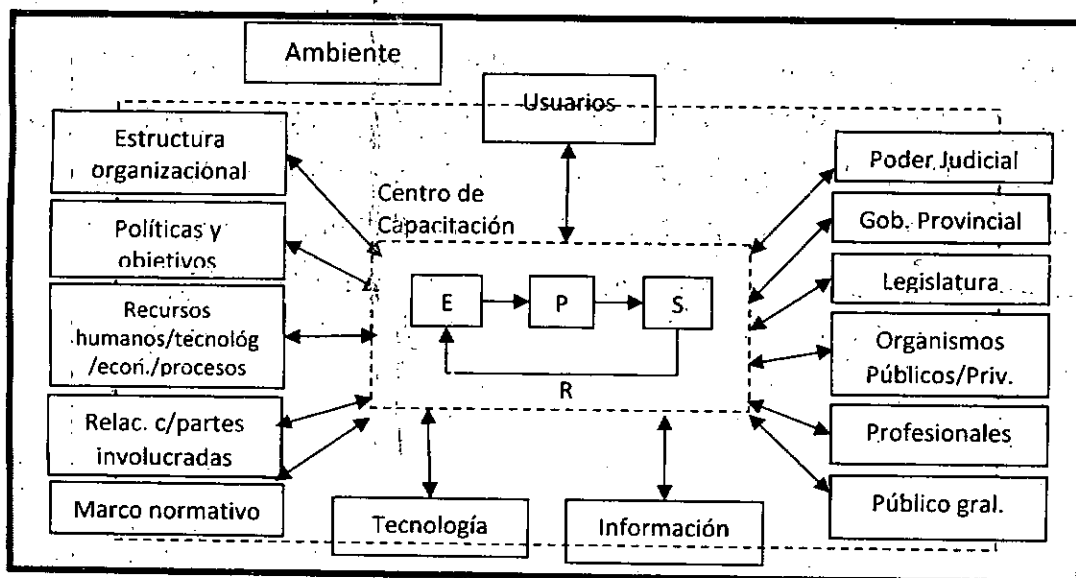 Ambiente
Usuarios
Estructura
organizacional
Políticas y
objetivos
Recursos
humanos/tecnológ
/econ./procesos
Relac. c/partes
involucradas
Marco normativo
Centro de
Capacitación
E
P
S
R
Tecnología
Información
Poder Judicial
Gob. Provincial
Legislatura
Organismos
Públicos/Priv.
Profesionales
Público gral.